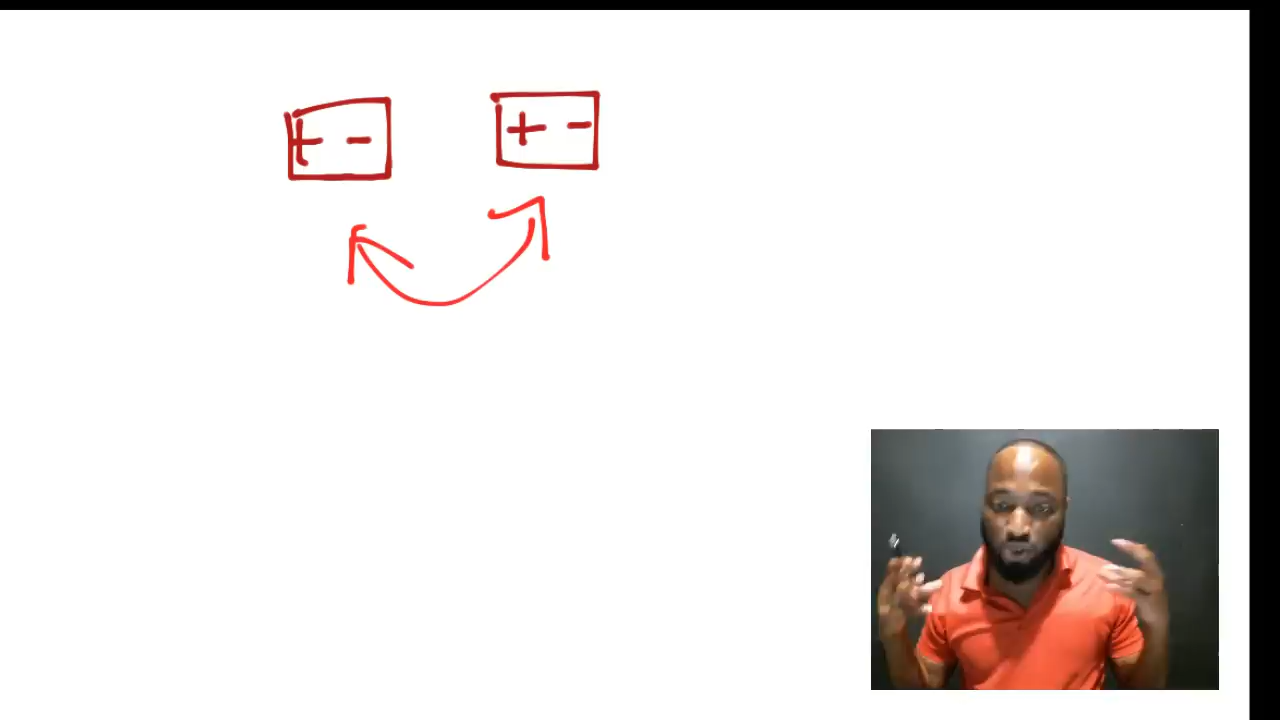 + - + -